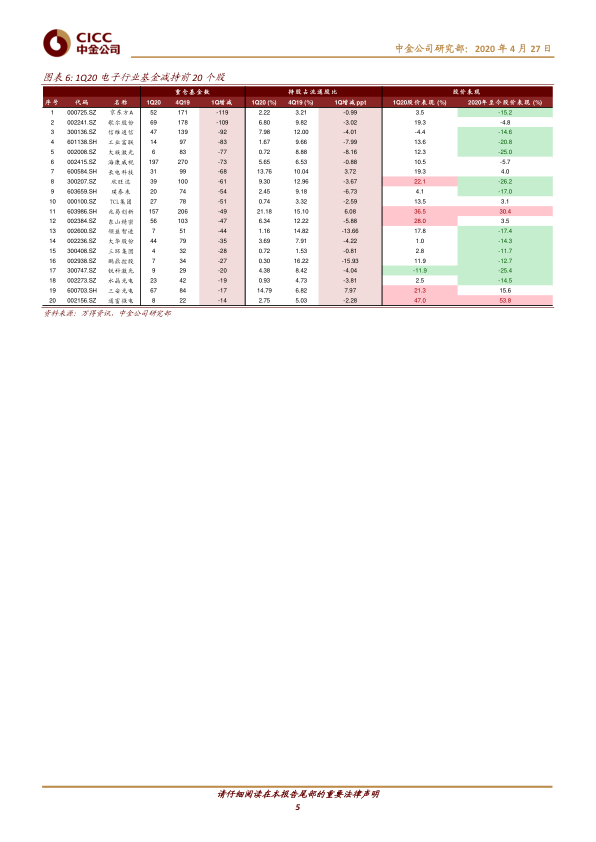 CICC
中金公司
中金公司研究部：2020 年 4 月 27 日
图表 6: 1Q20 电子行业基金减持前 20 个股
重仓基金数 持股占流通股比 股价表现
序号 代码 名称 1Q20 4Q19 1Q增减 1Q20 (%) 4Q19 (%) 1Q增减 ppt 1Q20股价表现 (%) 2020年至今股价表现 (%)
1 000725.SZ 京东方A 52 171 -119 2.22 3.21 -0.99 3.5 -15.2
2 002241.SZ 歌尔股份 69 178 -109 6.80 9.82 -3.02 19.3 -4.8
3 300136.SZ 信维通信 47 139 -92 7.98 12.00 -4.01 -4.4 -14.6
4 601138.SH 工业富联 14 97 -83 1.67 9.66 -7.99 13.6 -20.8
5 002008.SZ 大族激光 6 83 -77 0.72 8.88 -8.16 12.3 -25.0
6 002415.SZ 海康威视 197 270 -73 5.65 6.53 -0.88 10.5 -5.7
7 600584.SH 长电科技 31 99 -68 13.76 10.04 3.72 19.3 4.0
8 300207.SZ 欣旺达 39 100 -61 9.30 12.96 -3.67 22.1 -26.2
9 603659.SH 璞泰来 20 74 -54 2.45 9.18 -6.73 4.1 -17.0
10 000100.SZ TCL集团 27 78 -51 0.74 3.32 -2.59 13.5 3.1
11 603986.SH 兆易创新 157 206 -49 21.18 15.10 6.08 36.5 30.4
12 002384.SZ 东山精密 56 103 -47 6.34 12.22 -5.88 28.0 3.5
13 002600.SZ 领益智造 7 51 -44 1.16 14.82 -13.66 17.8 -17.4
14 002236.SZ 大华股份 44 79 -35 3.69 7.91 -4.22 1.0 -14.3
15 300408.SZ 三环集团 4 32 -28 0.72 1.53 -0.81 2.8 -11.7
16 002938.SZ 鹏鼎控股 7 34 -27 0.30 16.22 -15.93 11.9 -12.7
17 300747.SZ 锐科激光 9 29 -20 4.38 8.42 -4.04 -11.9 -25.4
18 002273.SZ 水晶光电 23 42 -19 0.93 4.73 -3.81 2.5 -14.5
19 600703.SH 三安光电 67 84 -17 14.79 6.82 7.97 21.3 15.6
20 002156.SZ 通富微电 8 22 -14 2.75 5.03 -2.28 47.0 53.8
资料来源：万得资讯，中金公司研究部
请仔细阅读在本报告尾部的重要法律声明
5